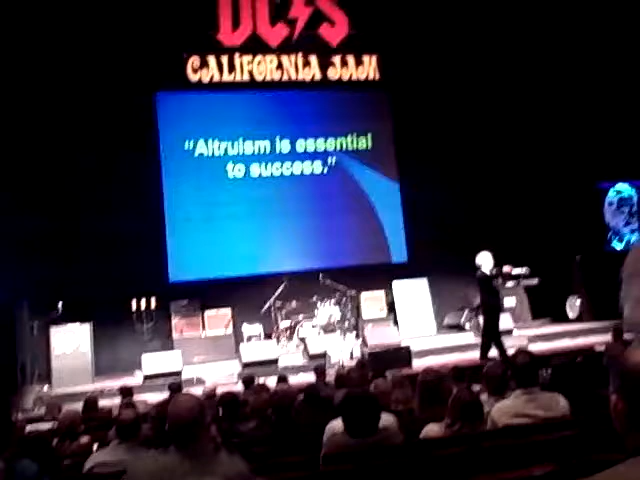 DC⚡S
CALIFORNIA JAM
“Altruism is essential
to success.”